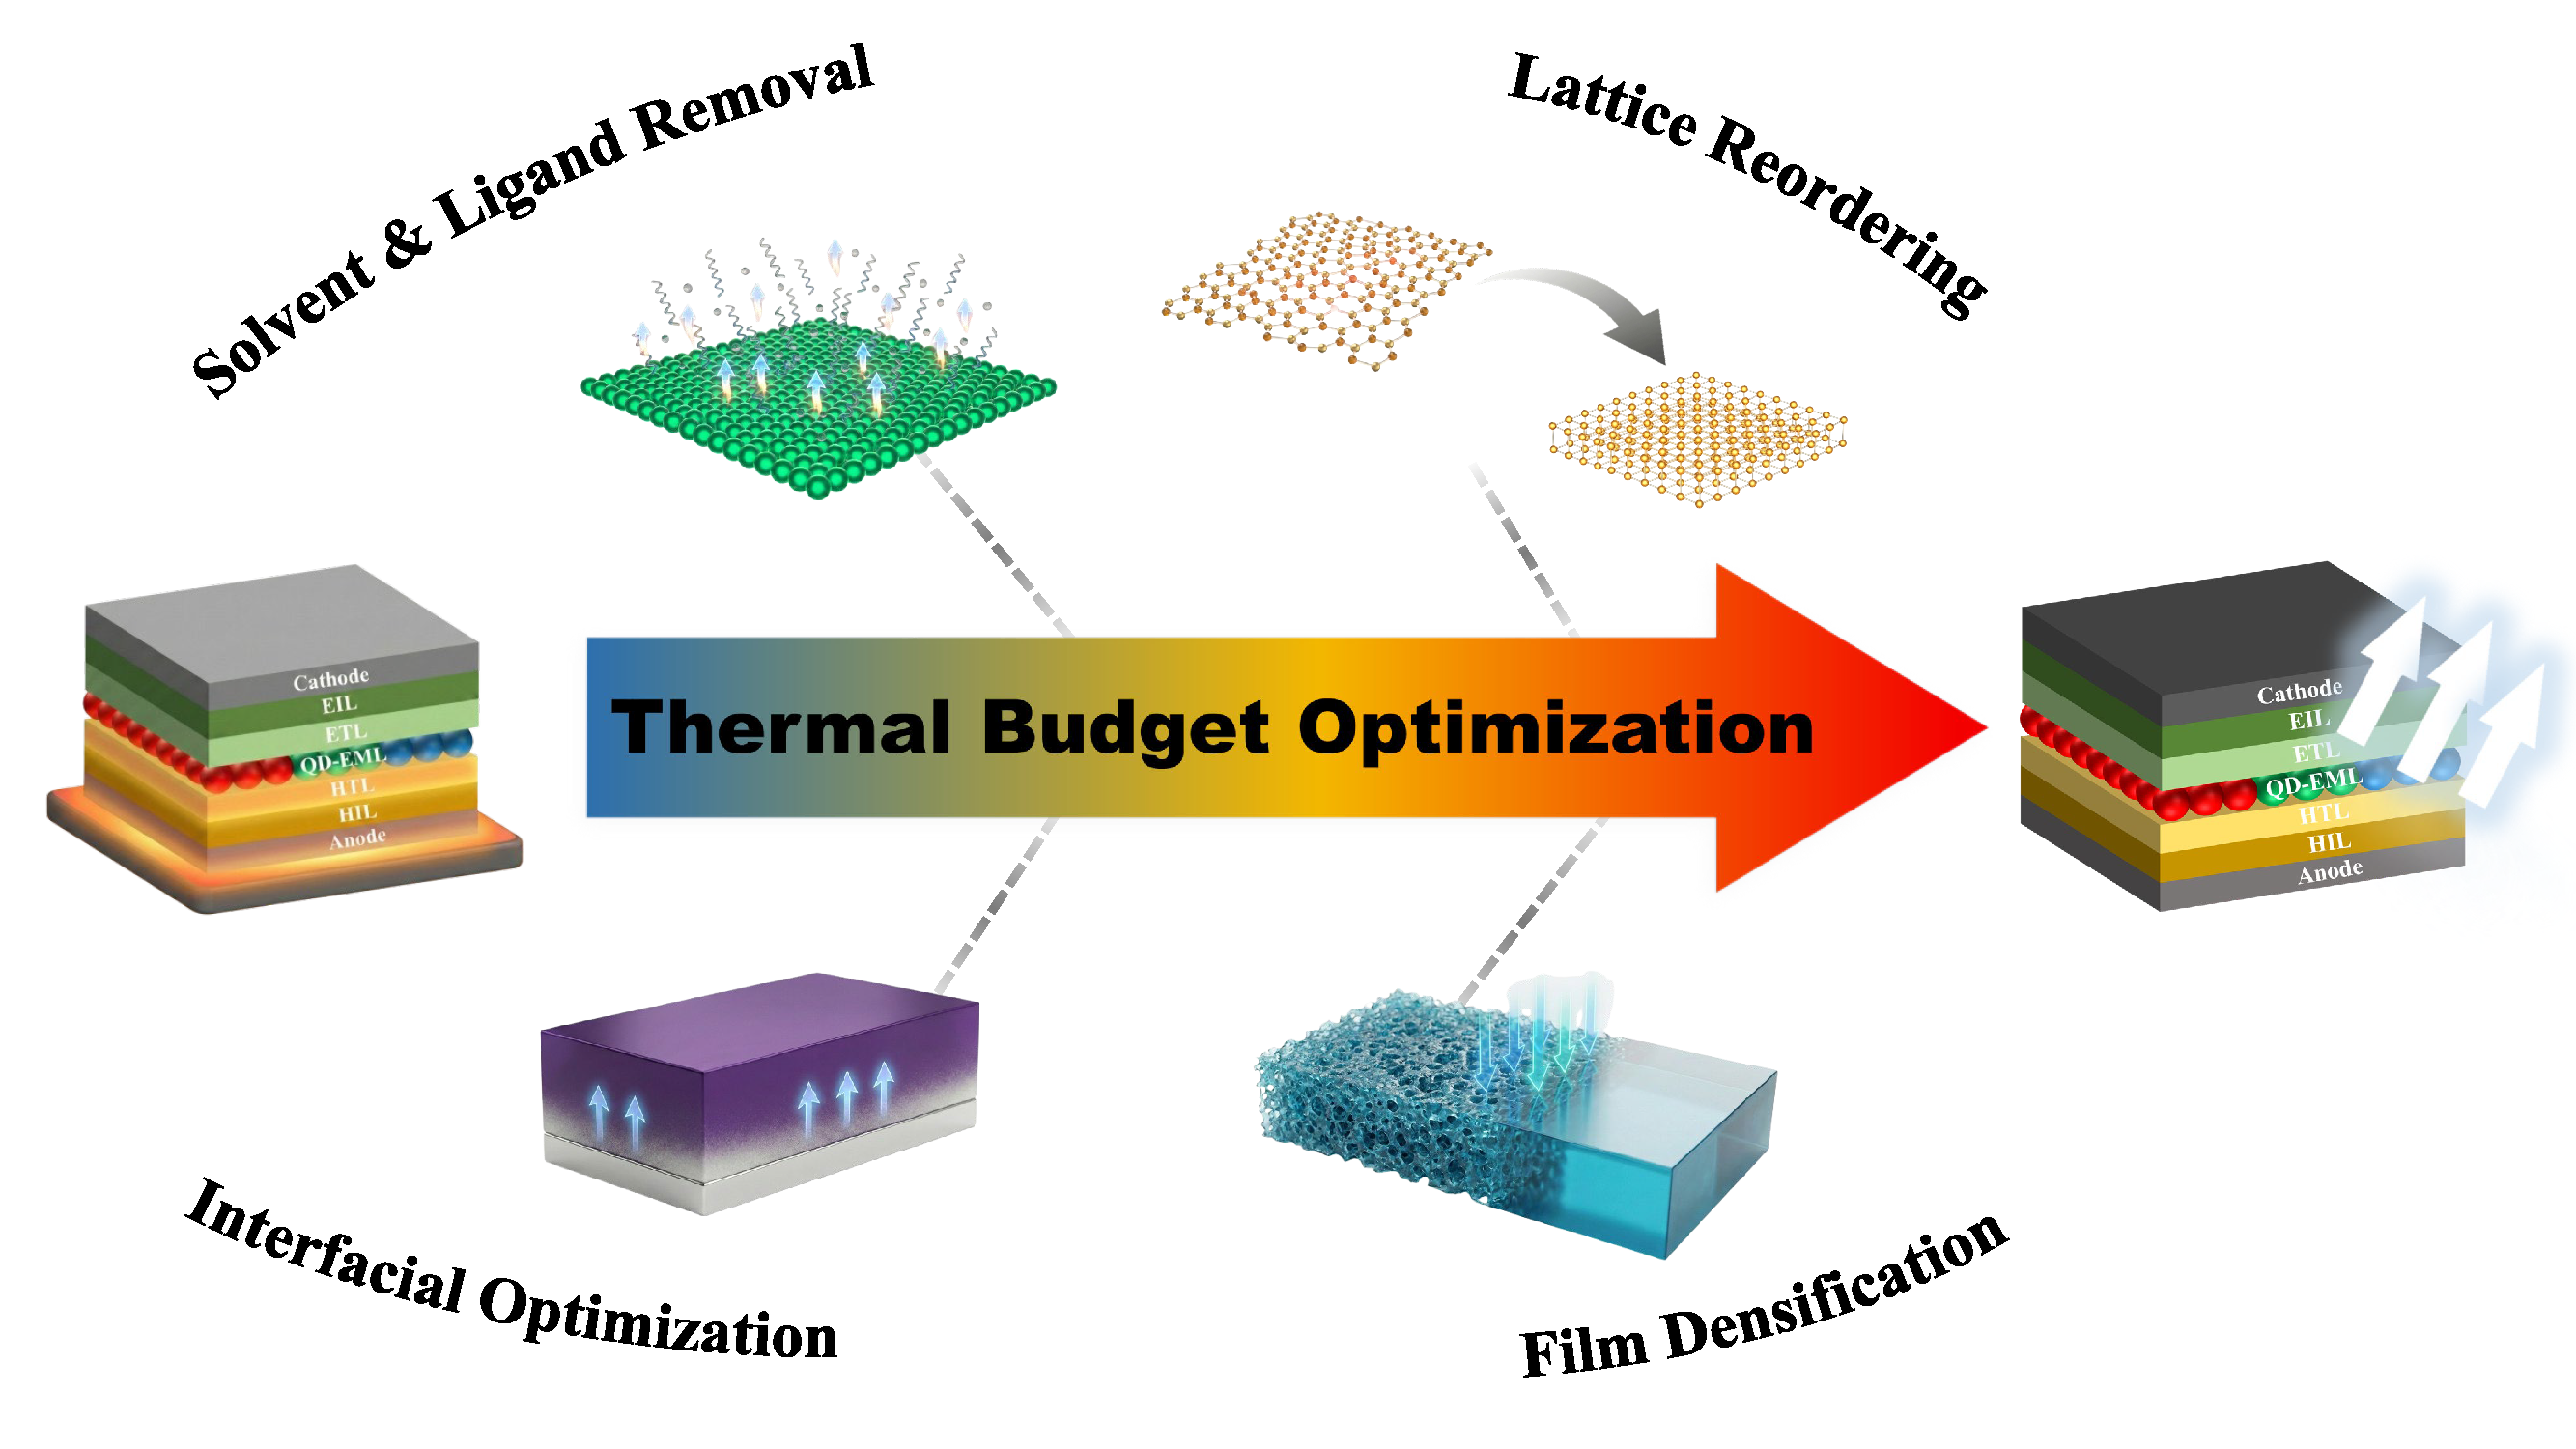 Solvent & Ligand Removal
Lattice Reordering
Cathode
EIL
ETL
QD-EML
HTL
HIL
Anode
Thermal Budget Optimization
Cathode
EIL
ETL
QD-EML
HTL
HIL
Anode
Interfacial Optimization
Film Densification